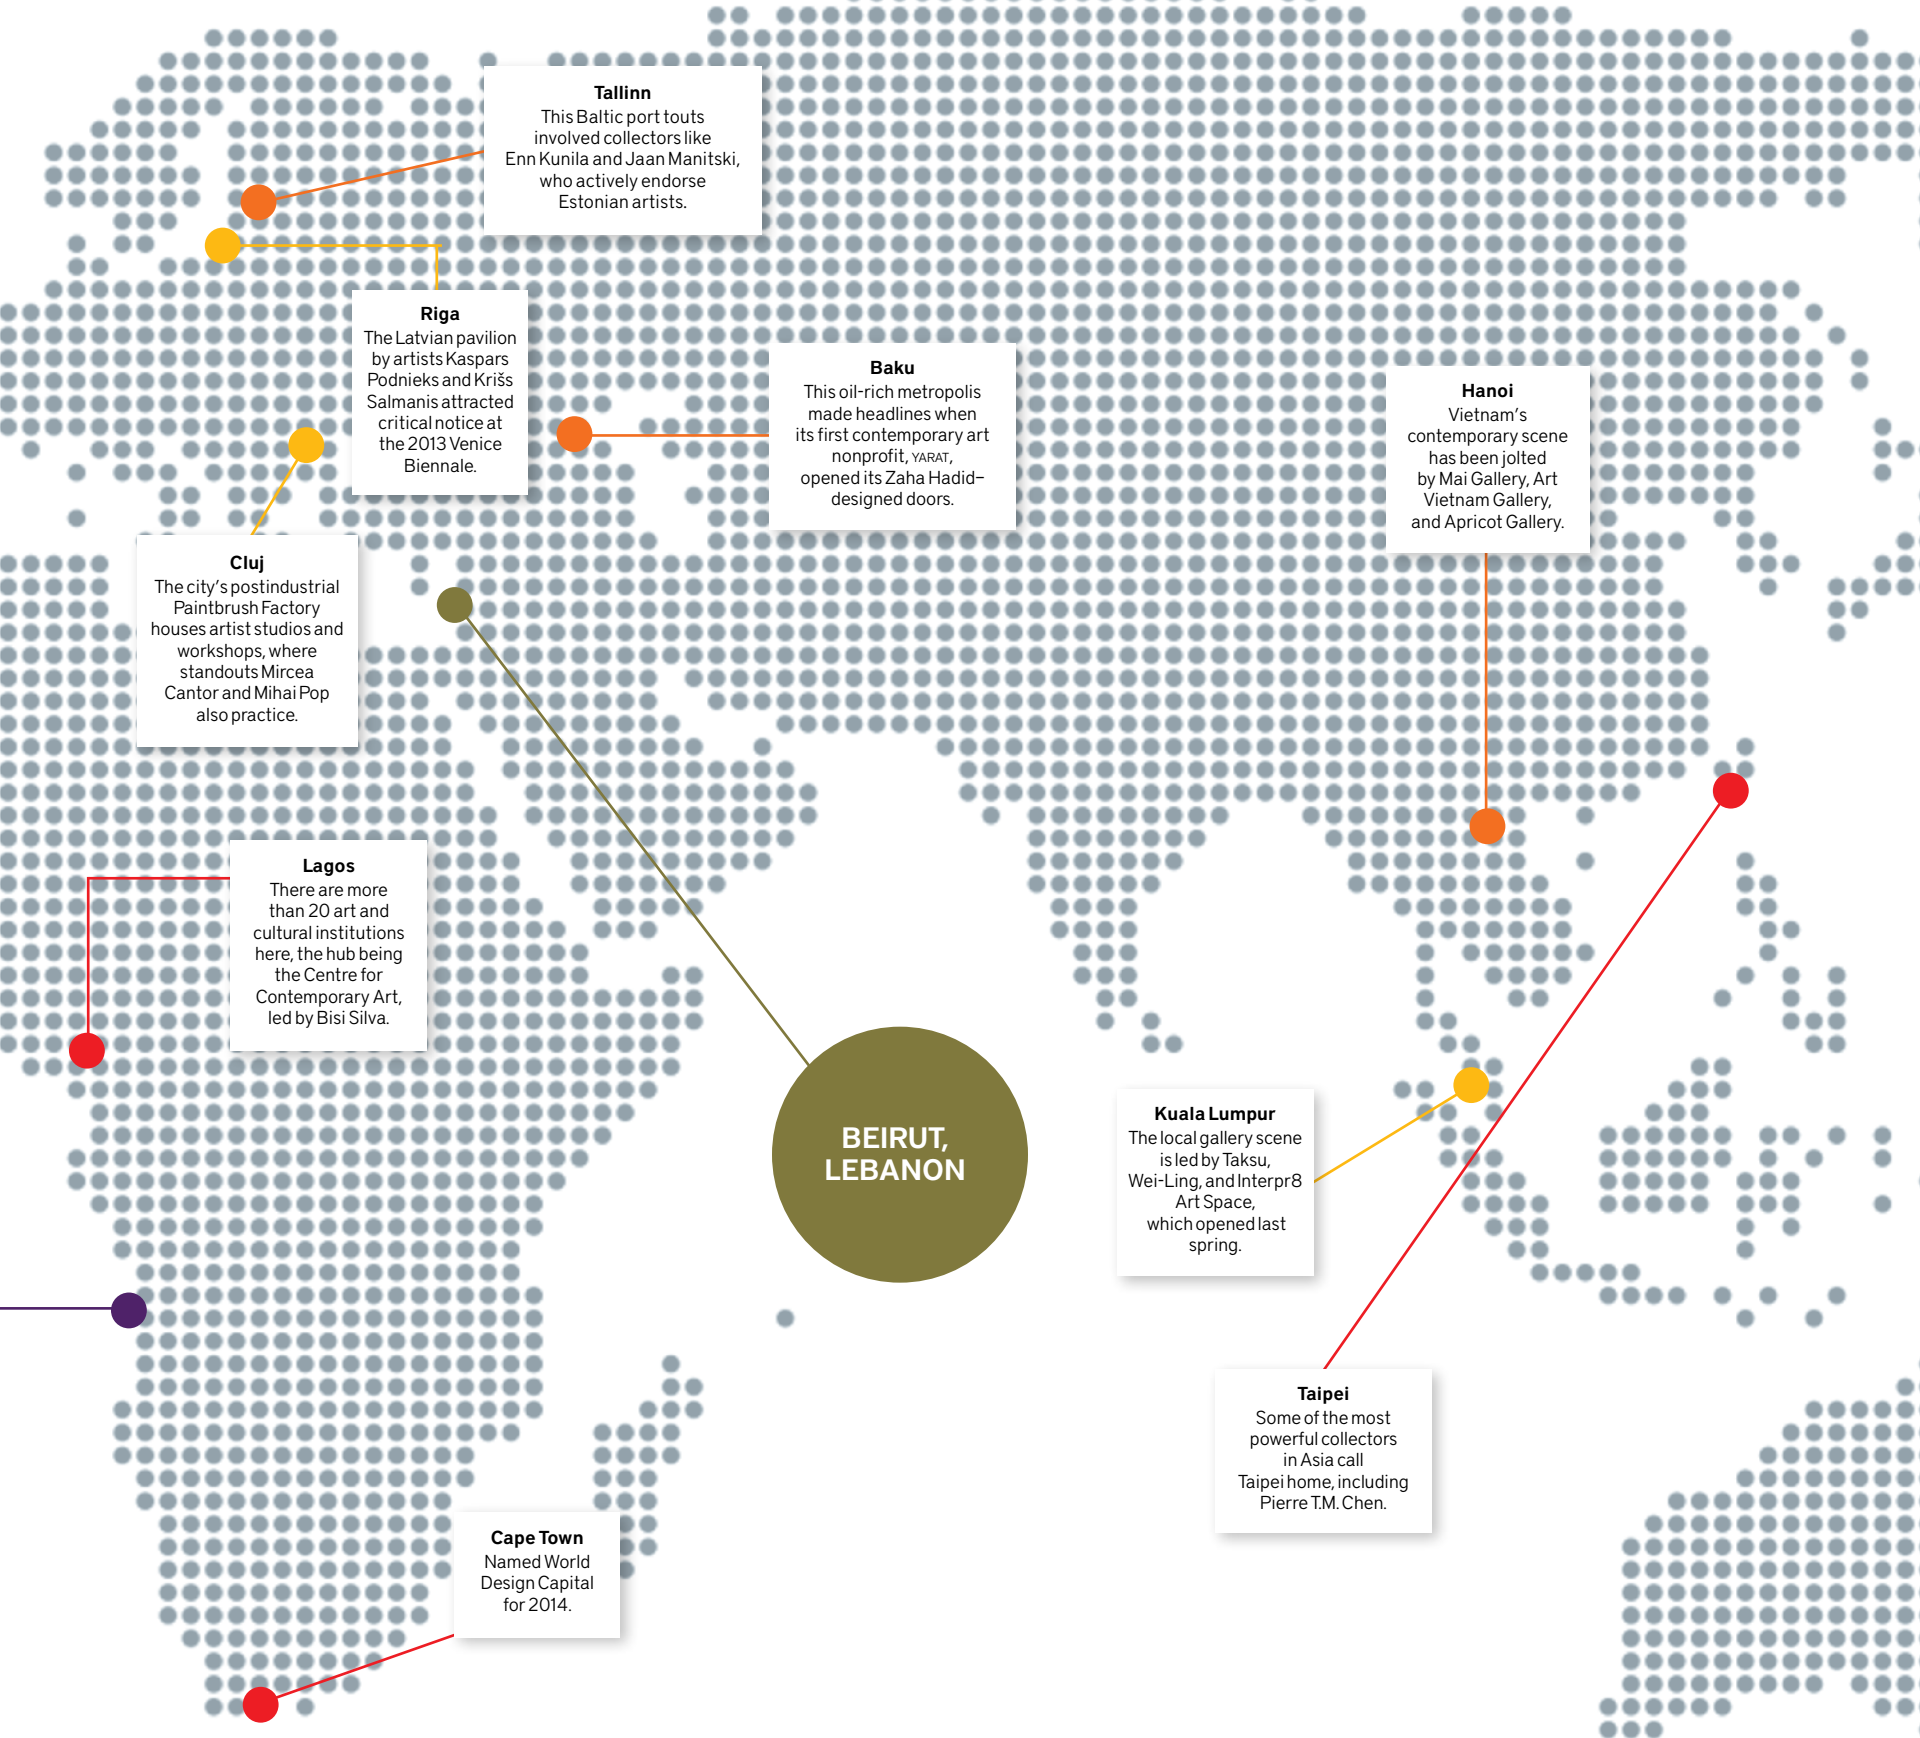 Tallinn
This Baltic port touts
involved collectors like
Enn Kunila and Jaan Manitski,
who actively endorse
Estonian artists.
Riga
The Latvian pavilion
by artists Kaspars
Podnieks and Krišs
Salmanis attracted
critical notice at
the 2013 Venice
Biennale.
Baku
This oil-rich metropolis
made headlines when
its first contemporary art
nonprofit, YARAT,
opened its Zaha Hadid–
designed doors.
Hanoi
Vietnam's
contemporary scene
has been jolted
by Mai Gallery, Art
Vietnam Gallery,
and Apricot Gallery.
Cluj
The city's postindustrial
Paintbrush Factory
houses artist studios and
workshops, where
standouts Mircea
Cantor and Mihai Pop
also practice.
Lagos
There are more
than 20 art and
cultural institutions
here, the hub being
the Centre for
Contemporary Art,
led by Bisi Silva.
BEIRUT,
LEBANON
Kuala Lumpur
The local gallery scene
is led by Taksu,
Wei-Ling, and Interpr8
Art Space,
which opened last
spring.
Taipei
Some of the most
powerful collectors
in Asia call
Taipei home, including
Pierre T.M. Chen.
Cape Town
Named World
Design Capital
for 2014.